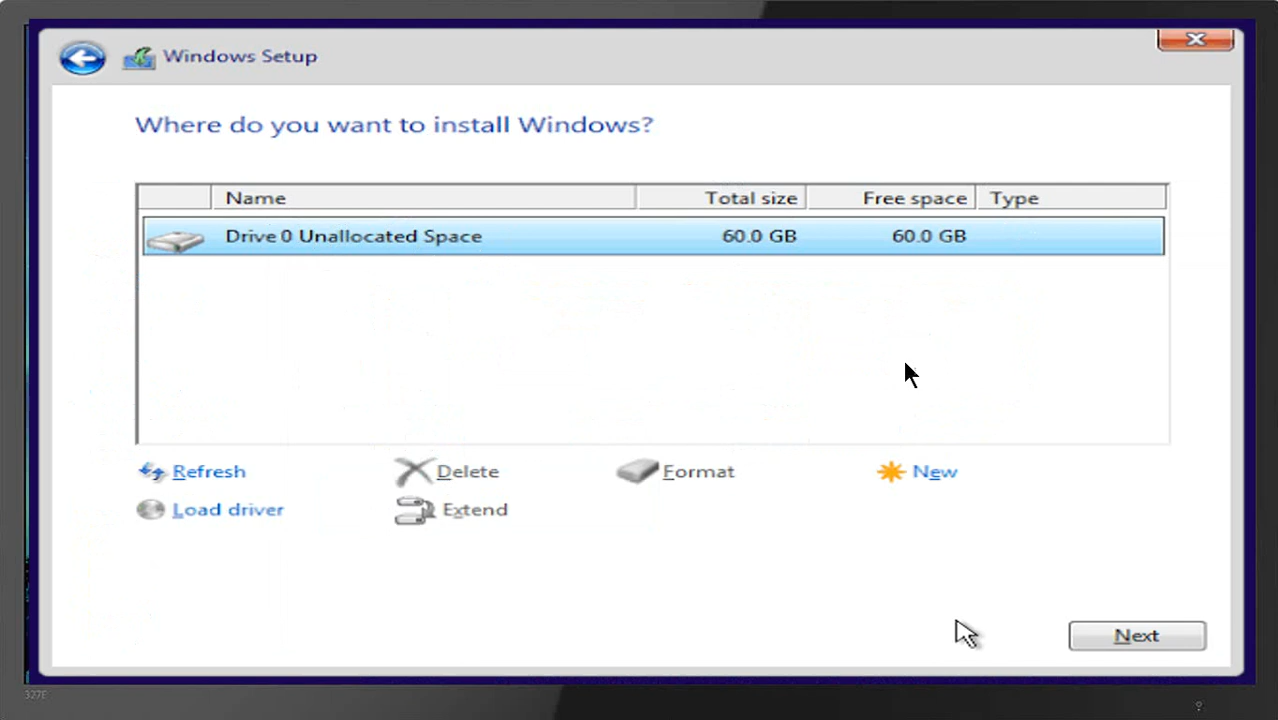 Windows Setup
Where do you want to install Windows?
Name Total size Free space Type
Drive 0 Unallocated Space 60.0 GB 60.0 GB
Refresh Delete Format New
Load driver Extend
Next
327E